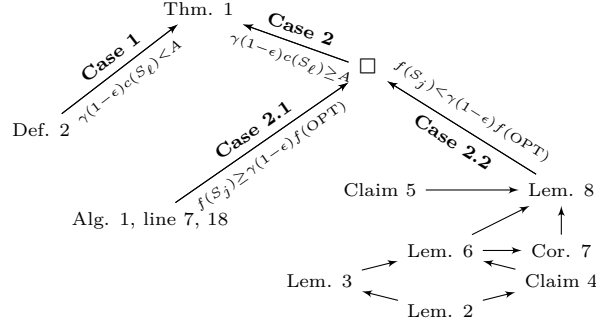 Thm. 1
Case 1
γ(1−ϵ)c(S_ℓ)<A
Case 2
γ(1−ϵ)c(S_ℓ)≥A
□
Def. 2
Case 2.1
f(S_j)≥γ(1−ϵ)f(OPT)
f(S_j)<γ(1−ϵ)f(OPT)
Case 2.2
Alg. 1, line 7, 18
Claim 5
Lem. 8
Lem. 6
Cor. 7
Lem. 3
Claim 4
Lem. 2